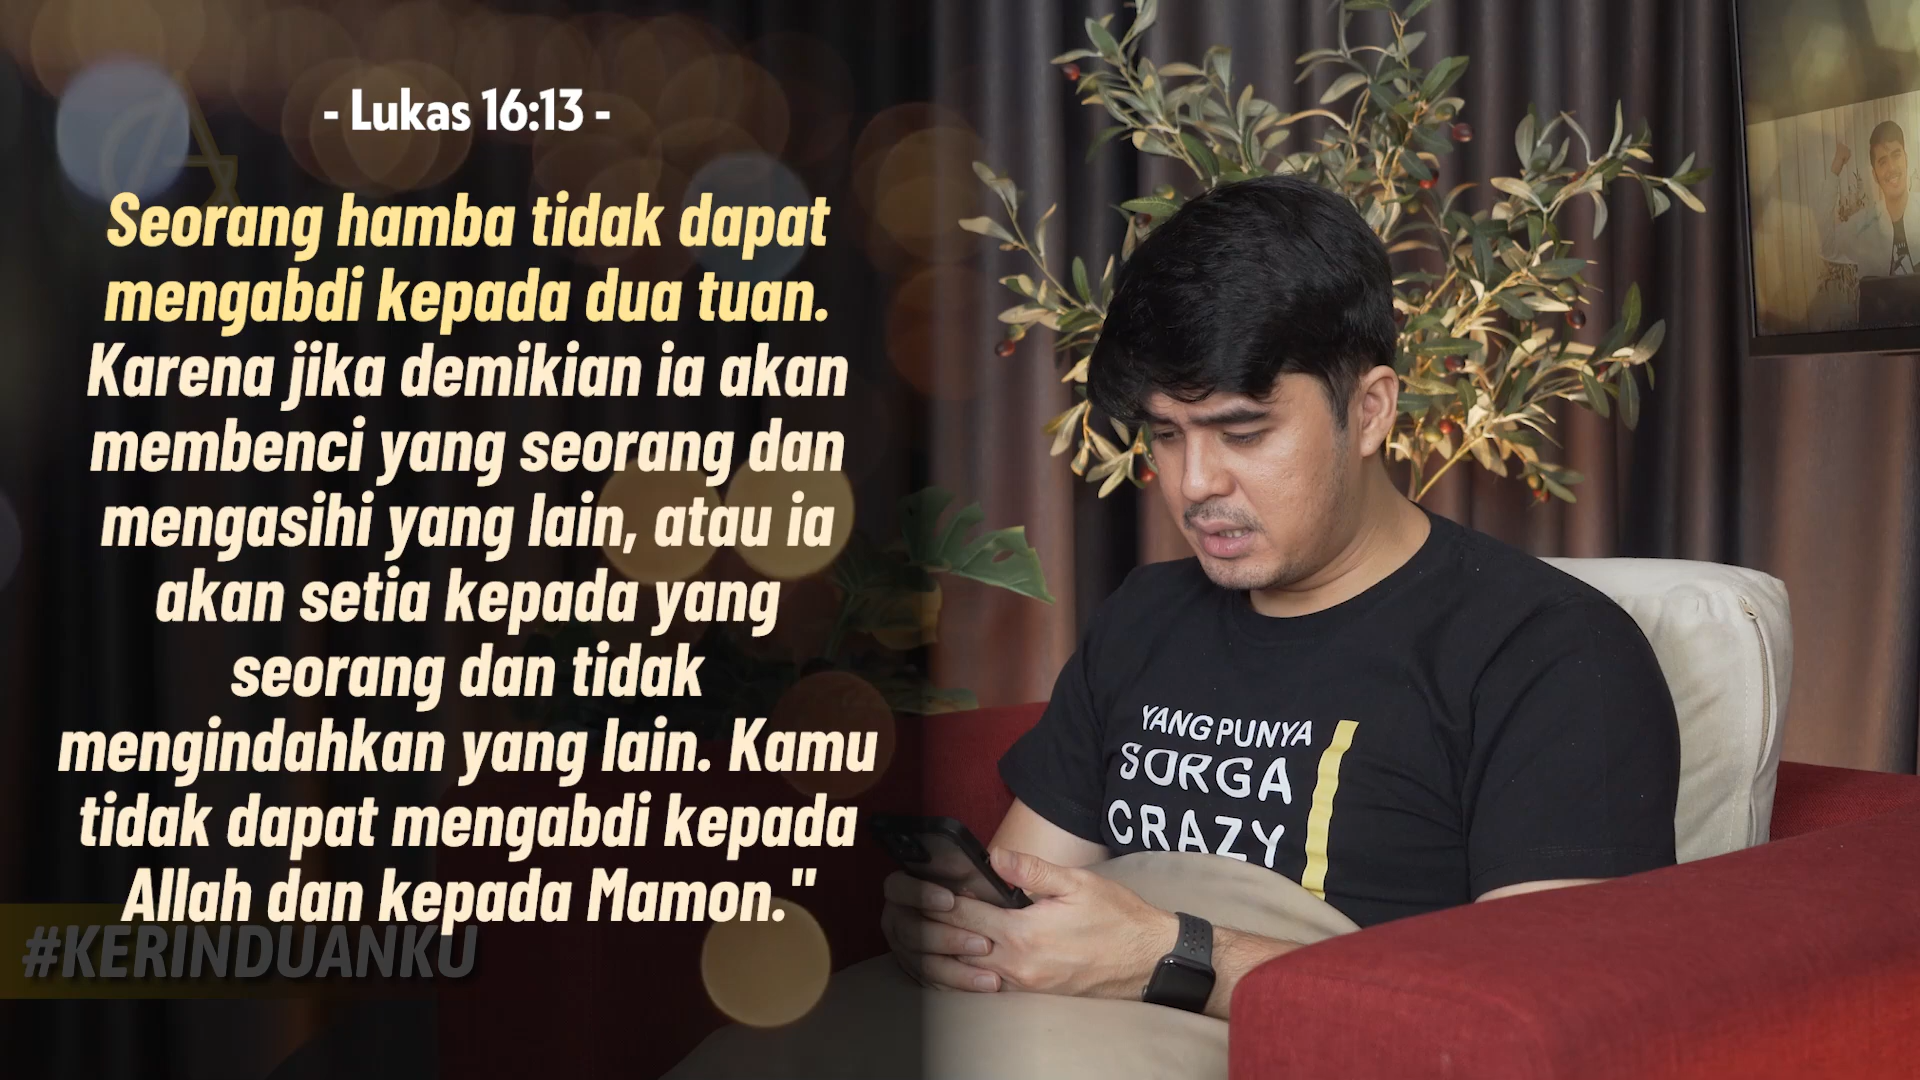 - Lukas 16:13 -
Seorang hamba tidak dapat
mengabdi kepada dua tuan.
Karena jika demikian ia akan
membenci yang seorang dan
mengasihi yang lain, atau ia
akan setia kepada yang
seorang dan tidak
mengindahkan yang lain. Kamu
tidak dapat mengabdi kepada
Allah dan kepada Mamon."
#KERINDUANKU
YANG PUNYA
SORGA
CRAZY